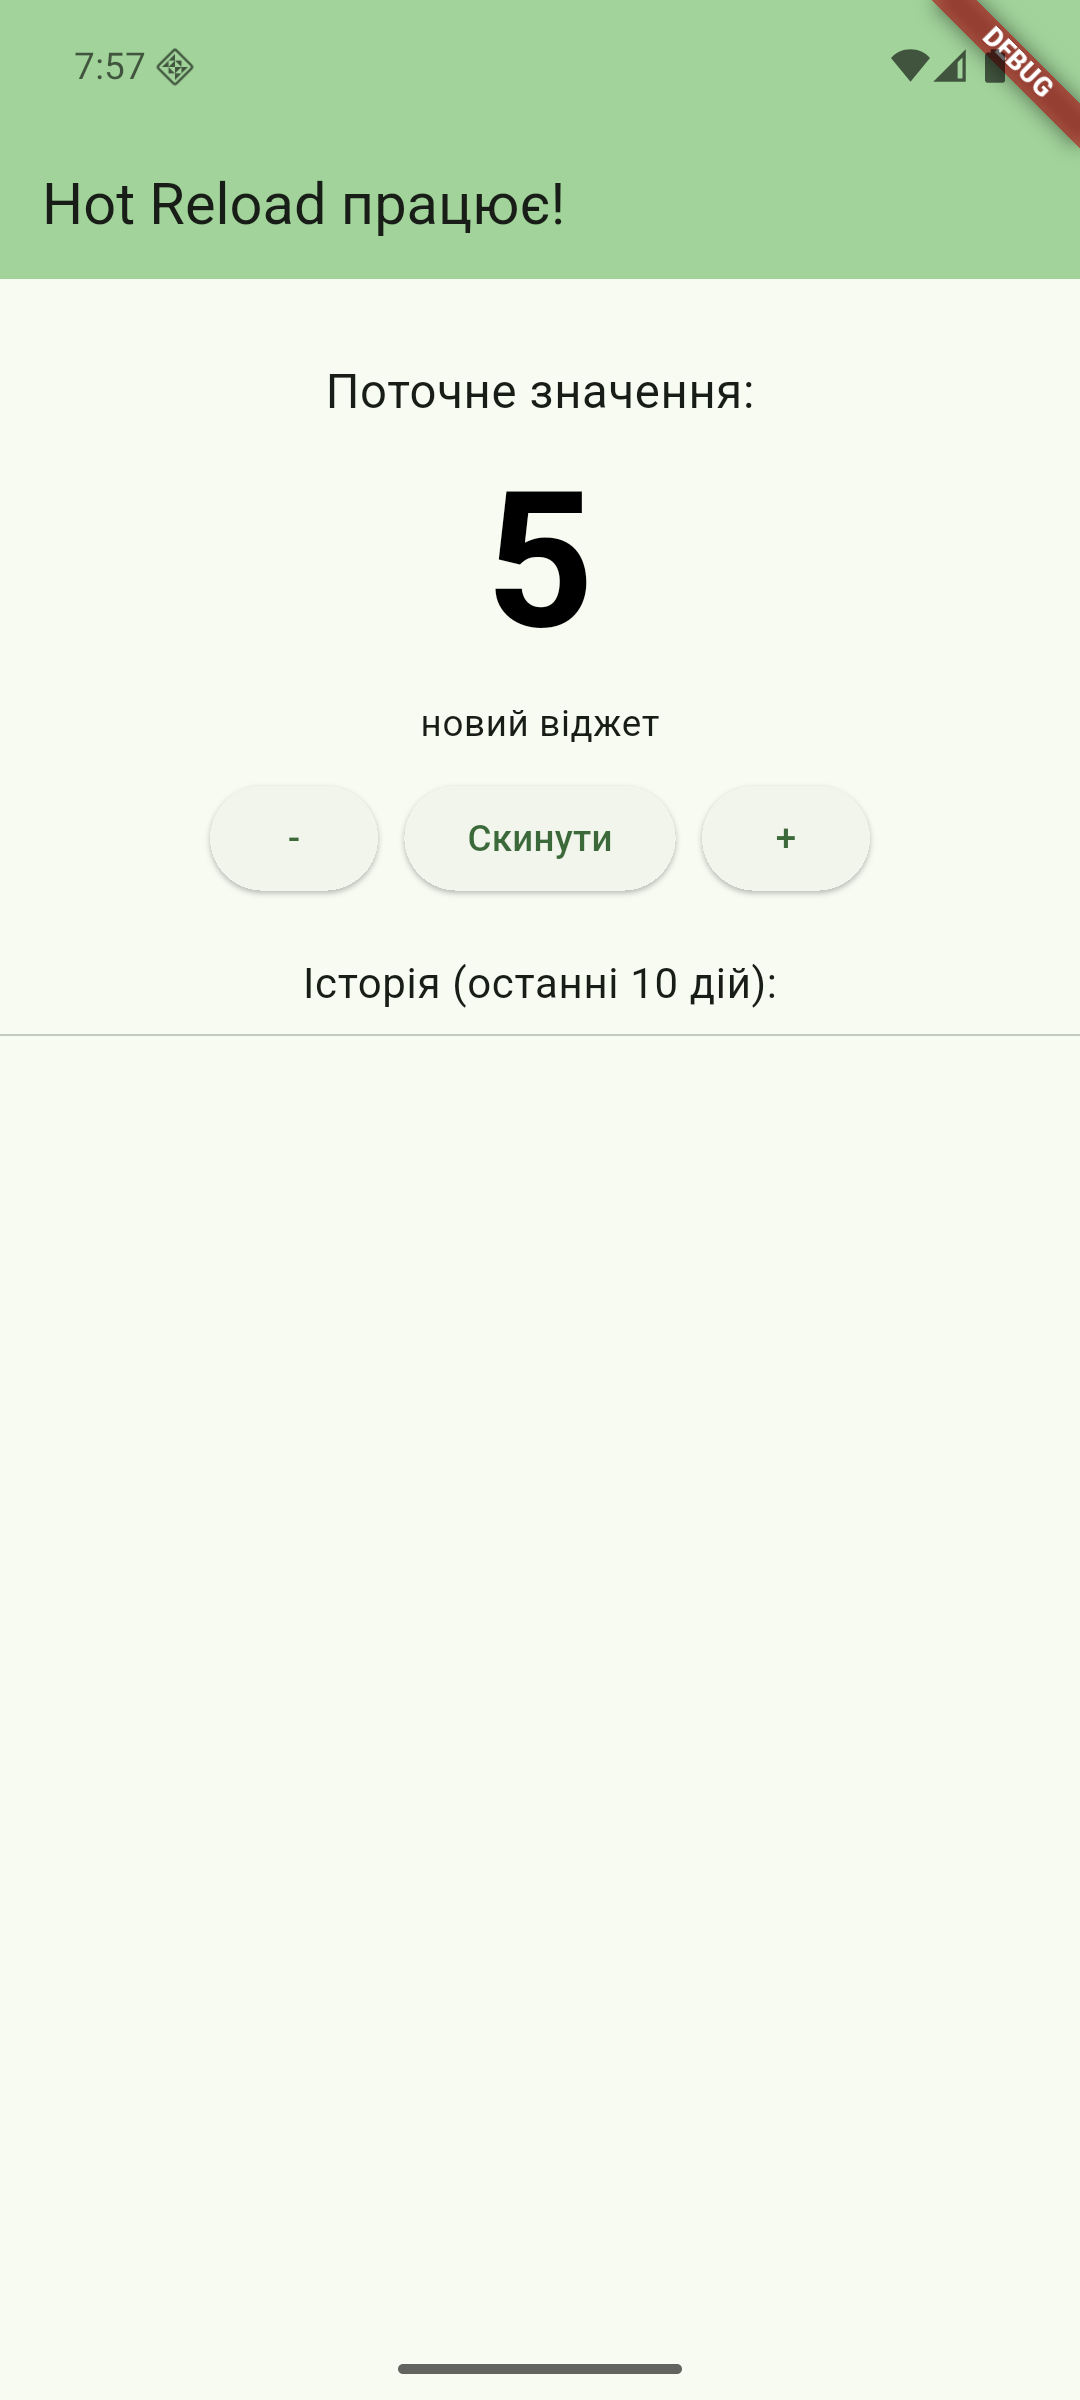 7:57
DEBUG
Hot Reload працює!
Поточне значення:
5
новий віджет
- Скинути +
Історія (останні 10 дій):